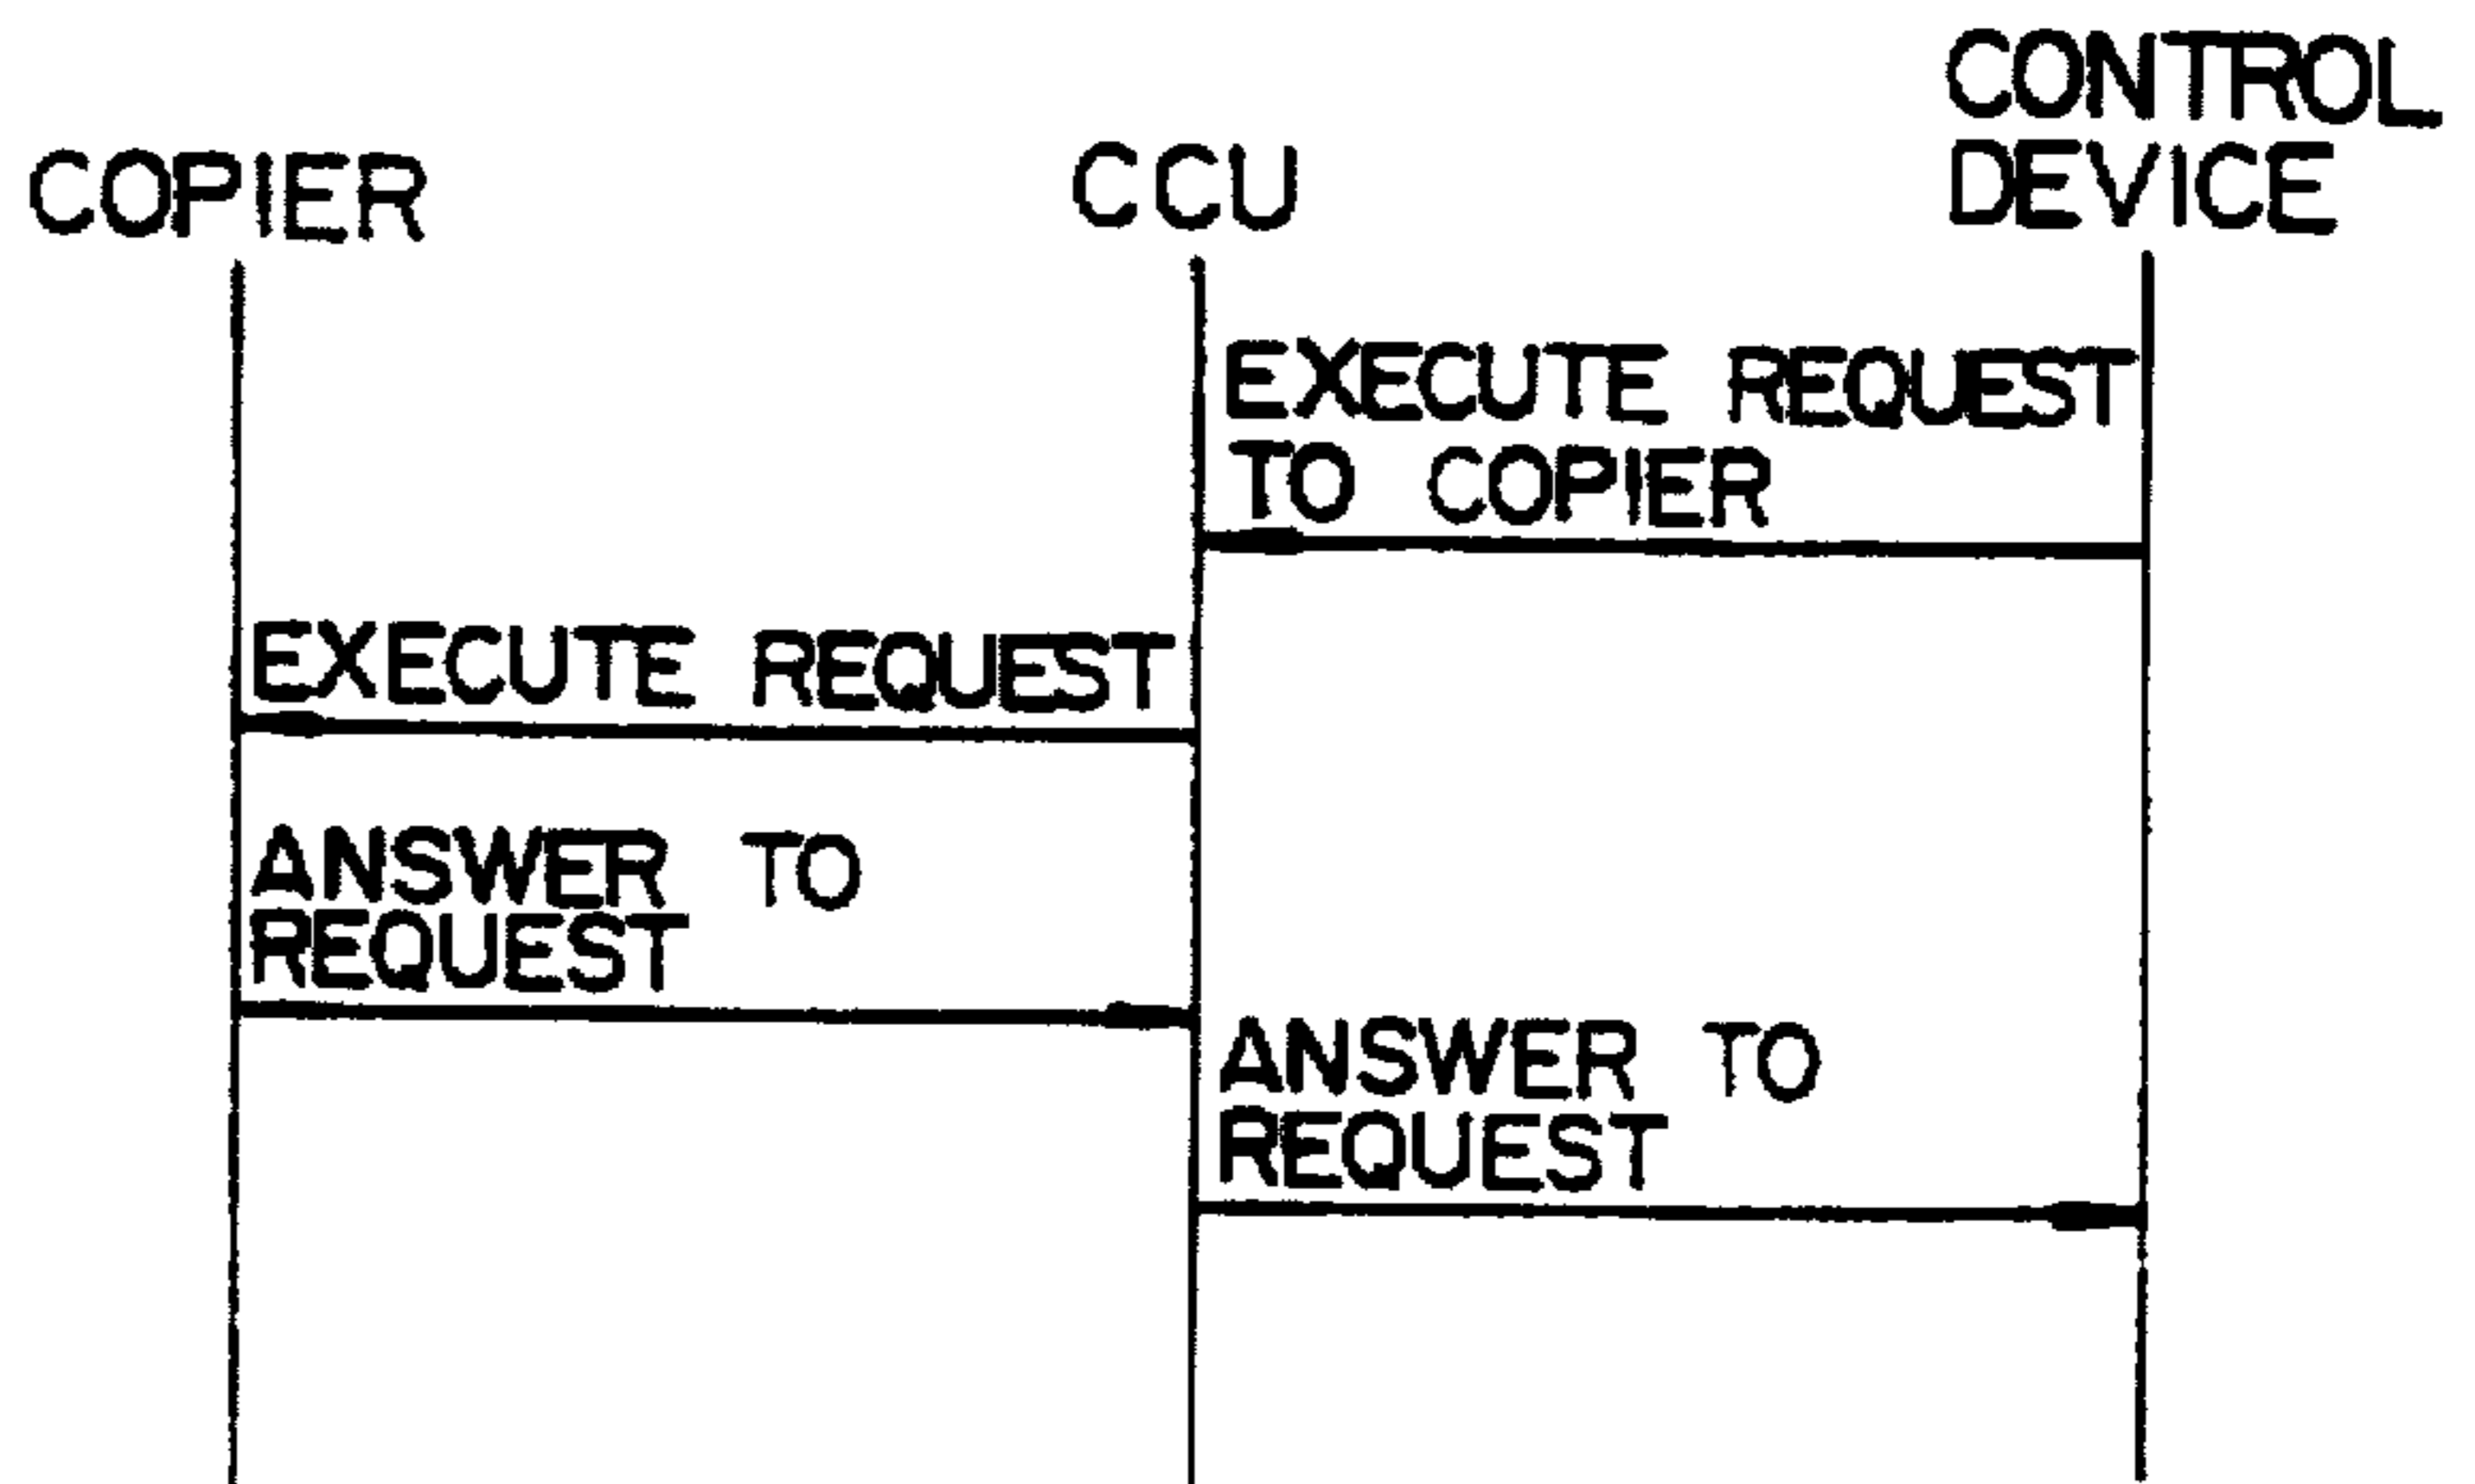 COPIER
CCU
CONTROL
DEVICE
EXECUTE REQUEST
TO COPIER
EXECUTE REQUEST
ANSWER TO
REQUEST
ANSWER TO
REQUEST